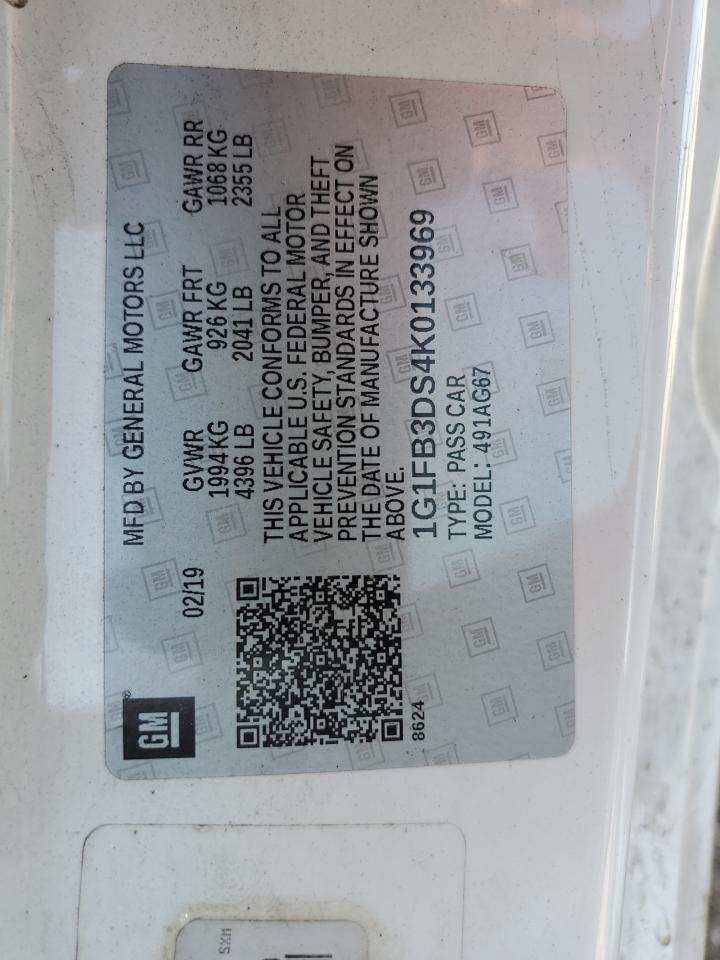 GM
MFD BY GENERAL MOTORS LLC
02/19 GVWR GAWR FRT GAWR RR
1994KG 926 KG 1068 KG
4396 LB 2041 LB 2355 LB
THIS VEHICLE CONFORMS TO ALL
APPLICABLE U.S. FEDERAL MOTOR
VEHICLE SAFETY, BUMPER, AND THEFT
PREVENTION STANDARDS IN EFFECT ON
THE DATE OF MANUFACTURE SHOWN
ABOVE.
1G1FB3DS4K0133969
TYPE: PASS CAR
MODEL: 491AG67
8624
SXM